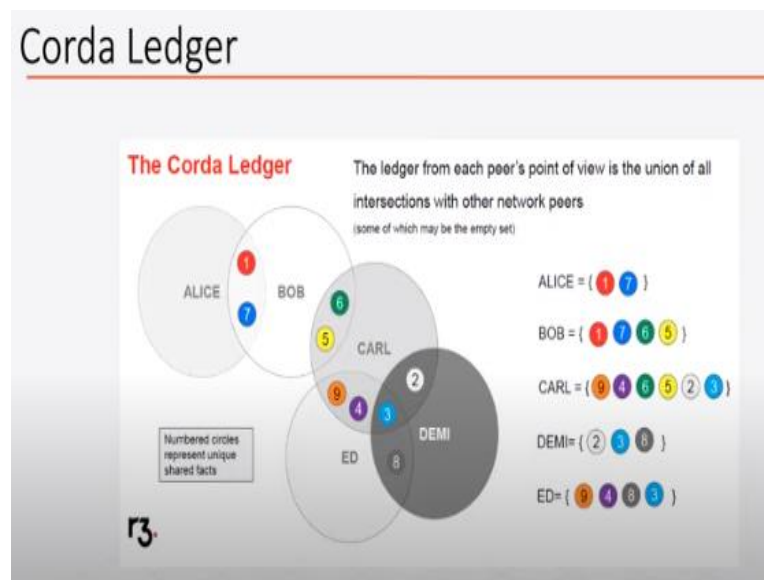 Corda Ledger
The Corda Ledger
The ledger from each peer's point of view is the union of all
intersections with other network peers
(some of which may be the empty set)
ALICE
BOB
CARL
DEMI
ED
1
7
6
5
9
4
3
2
8
ALICE = { 1 7 }
BOB = { 1 7 6 5 }
CARL = { 9 4 6 5 2 3 }
DEMI= { 2 3 8 }
ED= { 9 4 8 3 }
Numbered circles
represent unique
shared facts
r3.